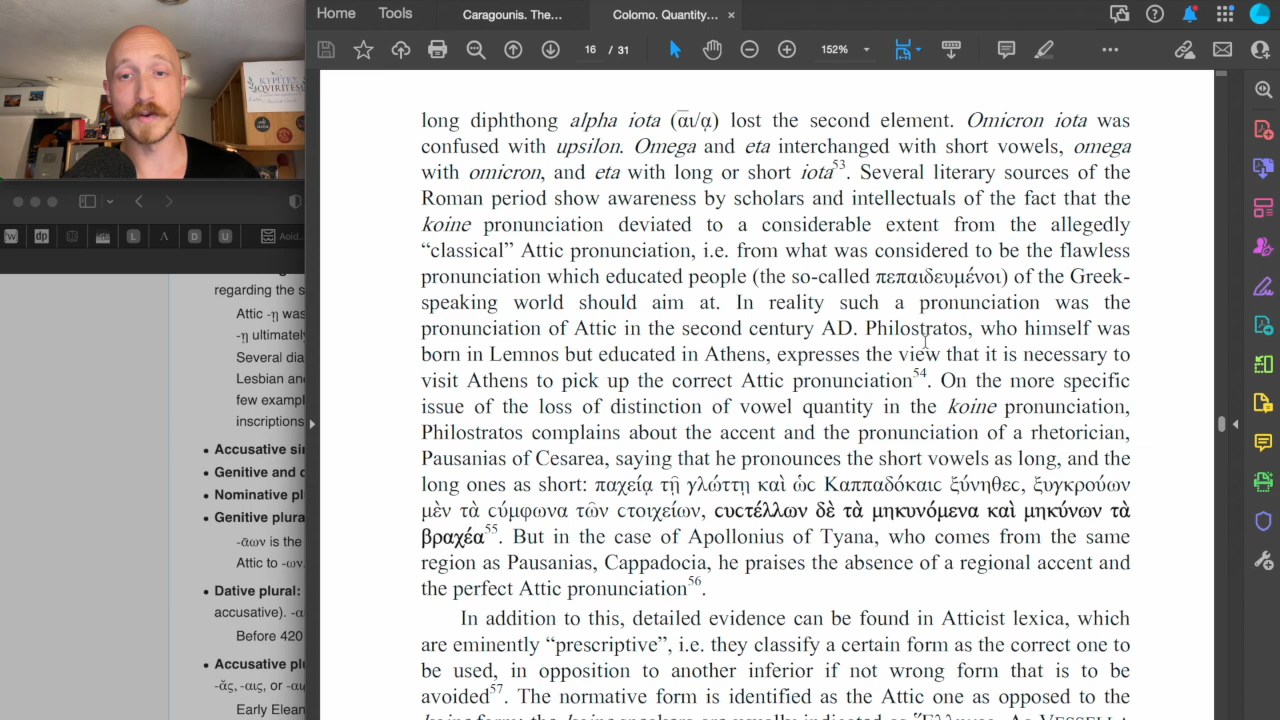 Home Tools Caragounis. The... Colomo. Quantity... ×
16 / 31 152%
ΚΥΡΙΤΕΣ
QVIRITES
long diphthong alpha iota (ᾱι/ᾳ) lost the second element. Omicron iota was
confused with upsilon. Omega and eta interchanged with short vowels, omega
with omicron, and eta with long or short iota53. Several literary sources of the
Roman period show awareness by scholars and intellectuals of the fact that the
koine pronunciation deviated to a considerable extent from the allegedly
“classical” Attic pronunciation, i.e. from what was considered to be the flawless
pronunciation which educated people (the so-called πεπαιδευμένοι) of the Greek-
speaking world should aim at. In reality such a pronunciation was the
pronunciation of Attic in the second century AD. Philostratos, who himself was
born in Lemnos but educated in Athens, expresses the view that it is necessary to
visit Athens to pick up the correct Attic pronunciation54. On the more specific
issue of the loss of distinction of vowel quantity in the koine pronunciation,
Philostratos complains about the accent and the pronunciation of a rhetorician,
Pausanias of Cesarea, saying that he pronounces the short vowels as long, and the
long ones as short: παχείᾳ τῇ γλώττῃ καὶ ὡϲ Καππαδόκαιϲ ξύνηθεϲ, ξυγκρούων
μὲν τὰ ϲύμφωνα τῶν ϲτοιχείων, ϲυϲτέλλων δὲ τὰ μηκυνόμενα καὶ μηκύνων τὰ
βραχέα55. But in the case of Apollonius of Tyana, who comes from the same
region as Pausanias, Cappadocia, he praises the absence of a regional accent and
the perfect Attic pronunciation56.
In addition to this, detailed evidence can be found in Atticist lexica, which
are eminently “prescriptive”, i.e. they classify a certain form as the correct one to
be used, in opposition to another inferior if not wrong form that is to be
avoided57. The normative form is identified as the Attic one as opposed to the
W dp L Λ D U Aoid..
regarding the s
Attic -ῃ was
-ῃ ultimately
Several dia
Lesbian an
few examp
inscriptions
• Accusative si
• Genitive and
• Nominative pl
• Genitive plura
-ᾱων is the
Attic to -ων.
• Dative plural:
accusative). -α
Before 420
• Accusative plu
-ᾰς, -αις, or -α
Early Elean